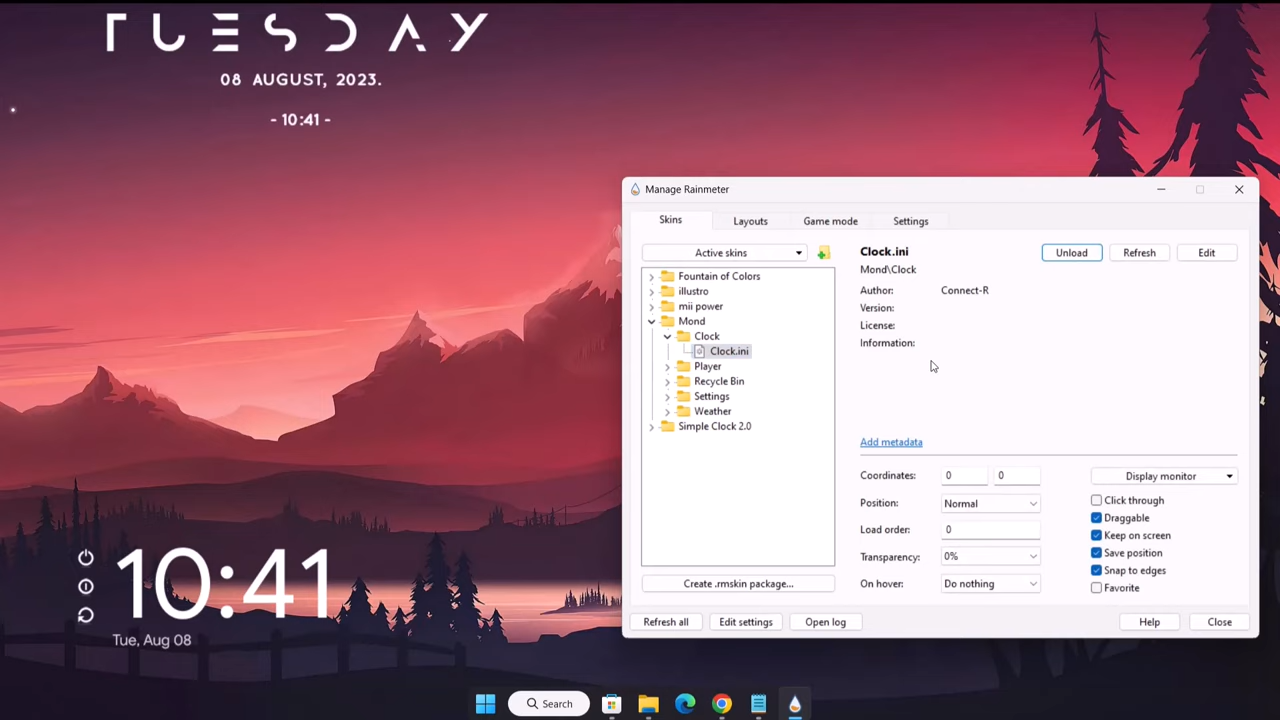 TUESDAY
08 AUGUST, 2023.
- 10:41 -
Manage Rainmeter
Skins
Layouts
Game mode
Settings
Active skins
Fountain of Colors
illustro
mii power
Mond
Clock
Clock.ini
Player
Recycle Bin
Settings
Weather
Simple Clock 2.0
Create .rmskin package...
Clock.ini
Unload
Refresh
Edit
Mond\Clock
Author: Connect-R
Version:
License:
Information:
Add metadata
Coordinates: 0 0
Display monitor
Position: Normal
Load order: 0
Transparency: 0%
On hover: Do nothing
Click through
Draggable
Keep on screen
Save position
Snap to edges
Favorite
Refresh all
Edit settings
Open log
Help
Close
10:41
Tue, Aug 08
Search